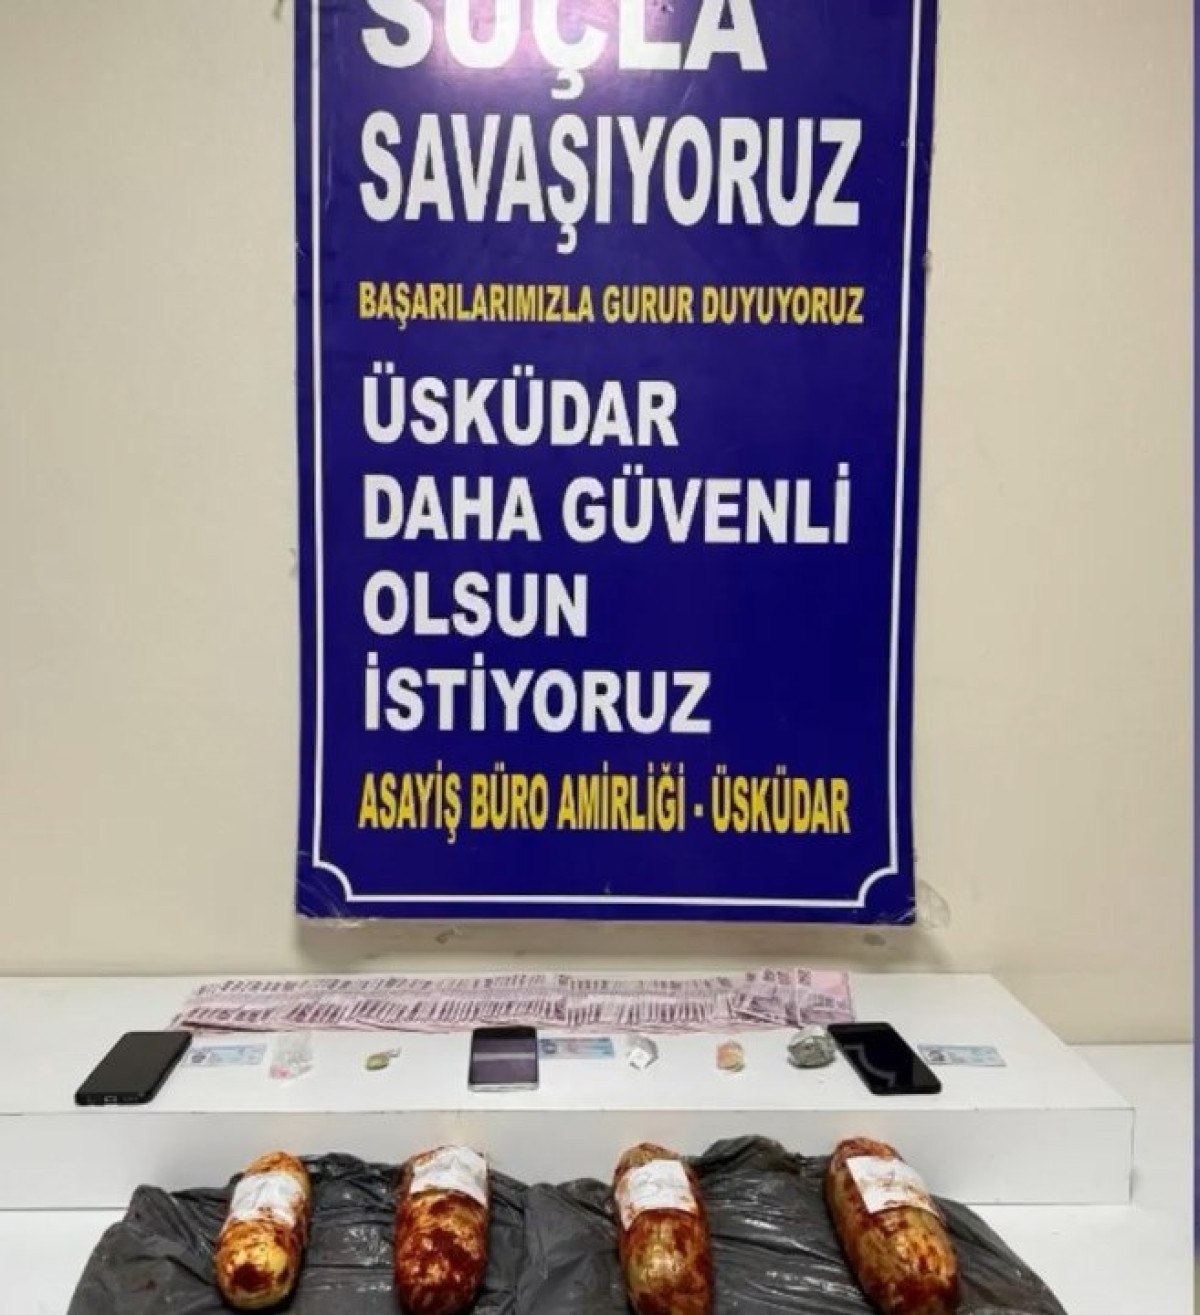 SUÇLA
SAVAŞIYORUZ
BAŞARILARIMIZLA GURUR DUYUYORUZ
ÜSKÜDAR
DAHA GÜVENLİ
OLSUN
İSTİYORUZ
ASAYİŞ BÜRO AMİRLİĞİ - ÜSKÜDAR